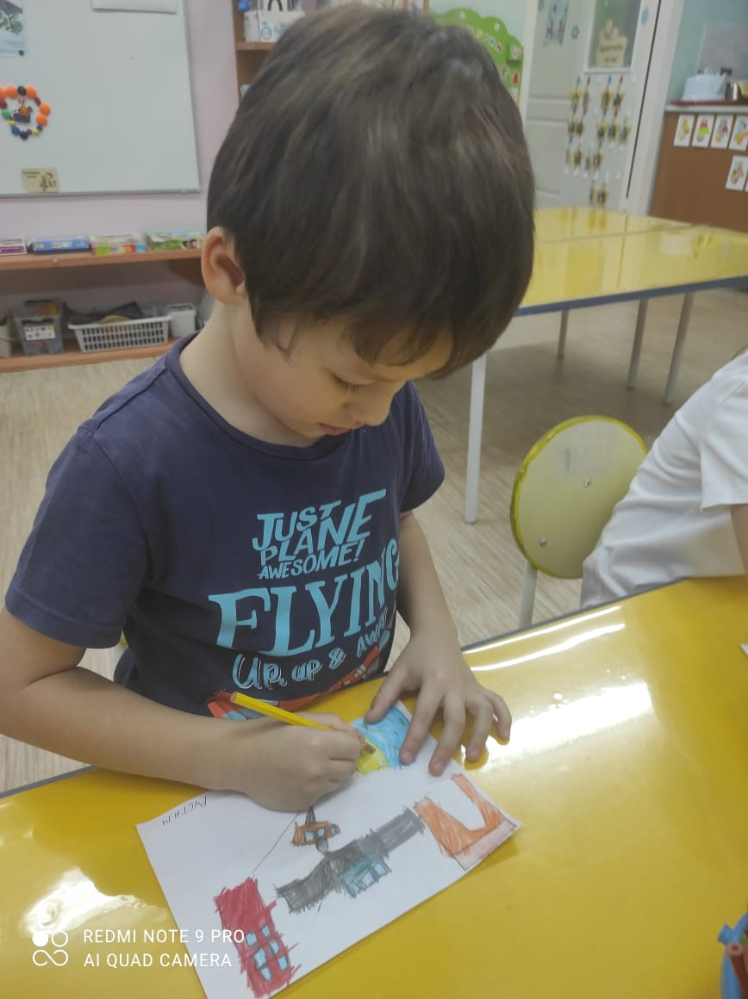 JUST
PLANE
AWESOME!
FLYING
UP, UP &
REDMI NOTE 9 PRO
AI QUAD CAMERA